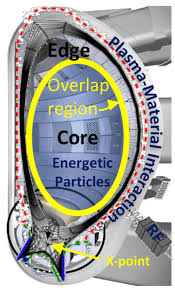 Edge
Plasma-Material Interaction
Overlap
region
Core
Energetic
Particles
RF
X-point